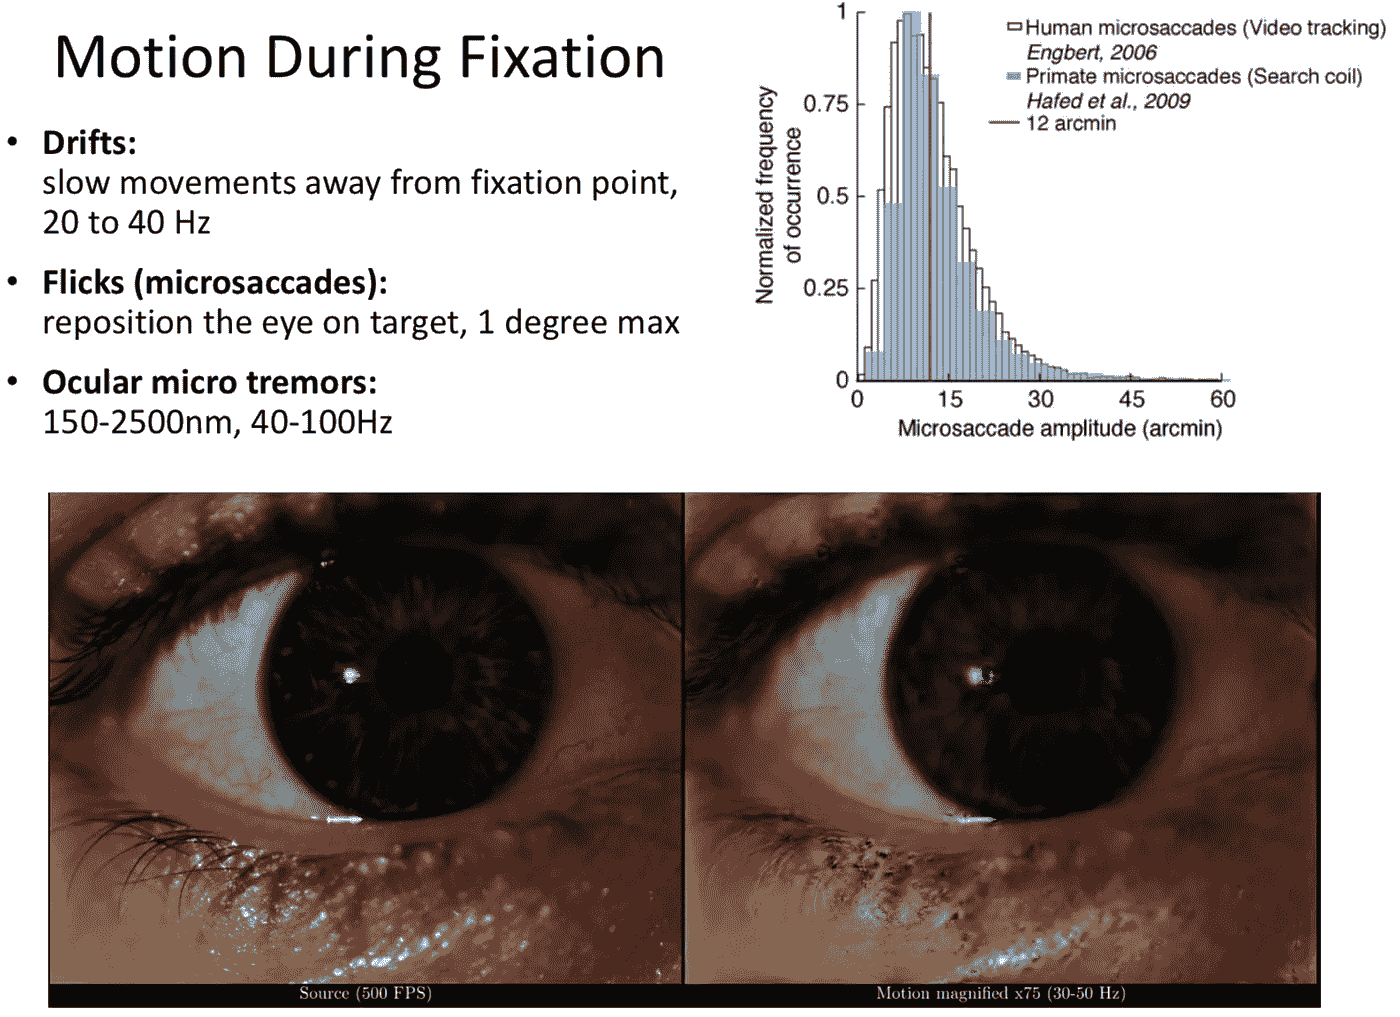 Motion During Fixation
• Drifts:
slow movements away from fixation point,
20 to 40 Hz
• Flicks (microsaccades):
reposition the eye on target, 1 degree max
• Ocular micro tremors:
150-2500nm, 40-100Hz
Normalized frequency
of occurrence
1
0.75
0.5
0.25
0
0 15 30 45 60
Microsaccade amplitude (arcmin)
Human microsaccades (Video tracking)
Engbert, 2006
Primate microsaccades (Search coil)
Hafed et al., 2009
12 arcmin
Source (500 FPS)
Motion magnified x75 (30-50 Hz)